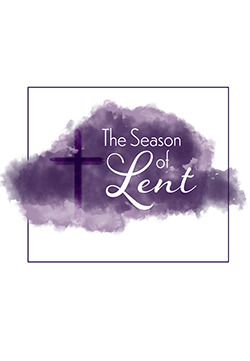 The Season
of
Lent